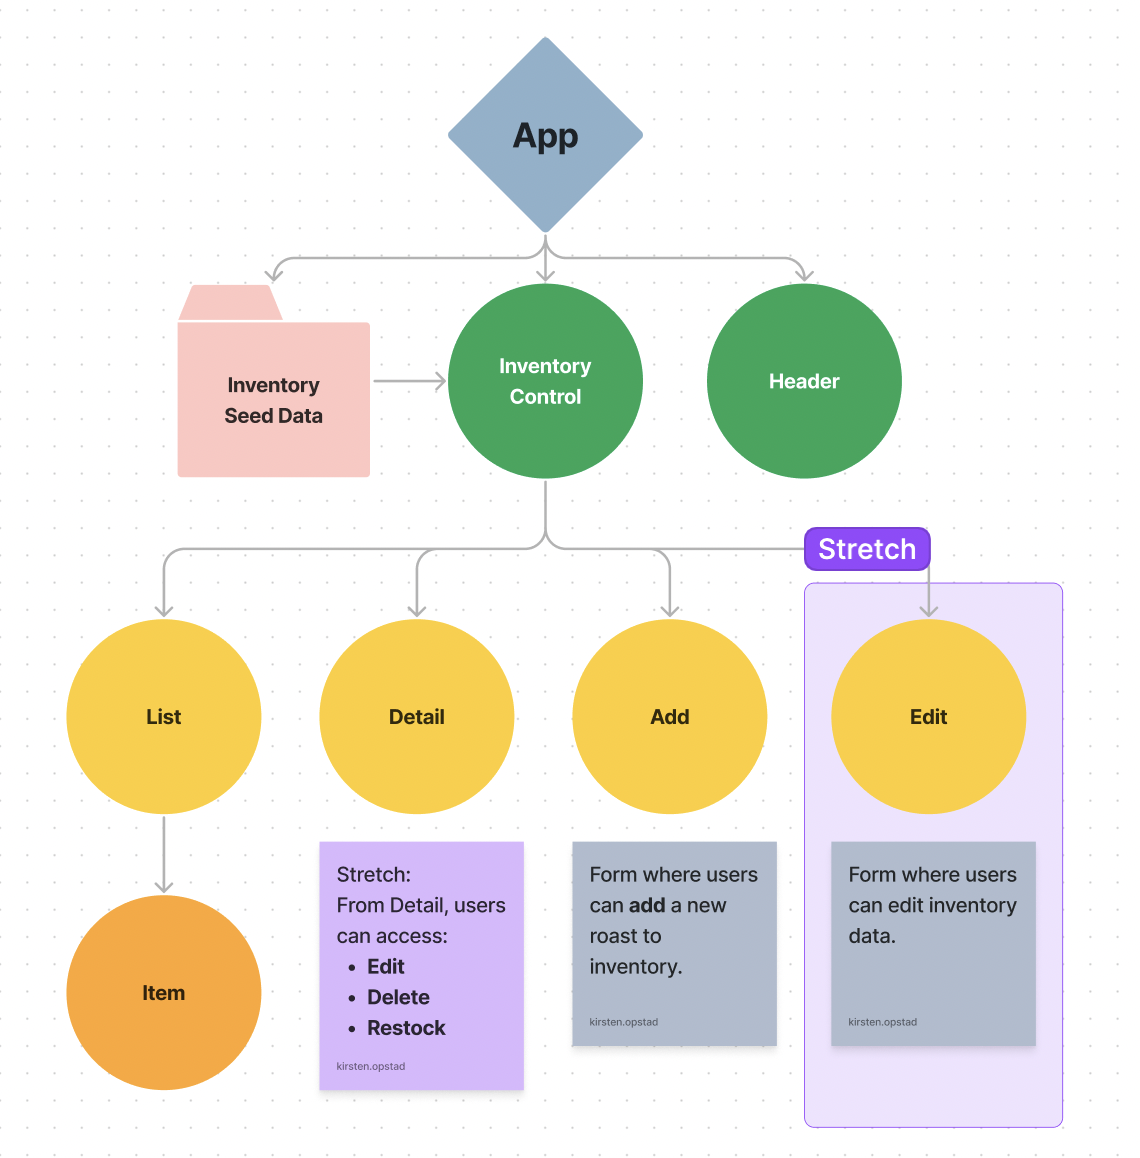 App
Inventory
Seed Data
Inventory
Control
Header
Stretch
List
Detail
Add
Edit
Stretch:
From Detail, users
can access:
• Edit
• Delete
• Restock
kirsten.opstad
Form where users
can add a new
roast to
inventory.
kirsten.opstad
Form where users
can edit inventory
data.
kirsten.opstad
Item